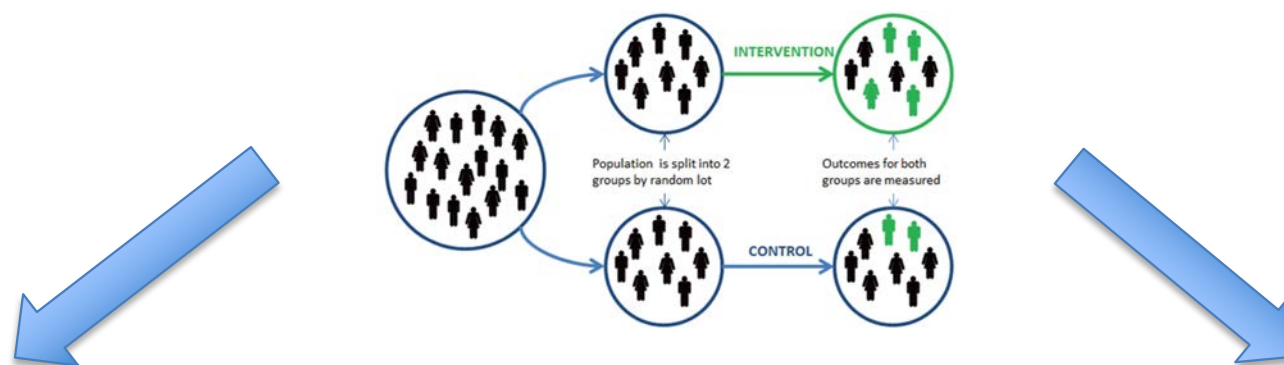 INTERVENTION
Population is split into 2
groups by random lot
Outcomes for both
groups are measured
CONTROL